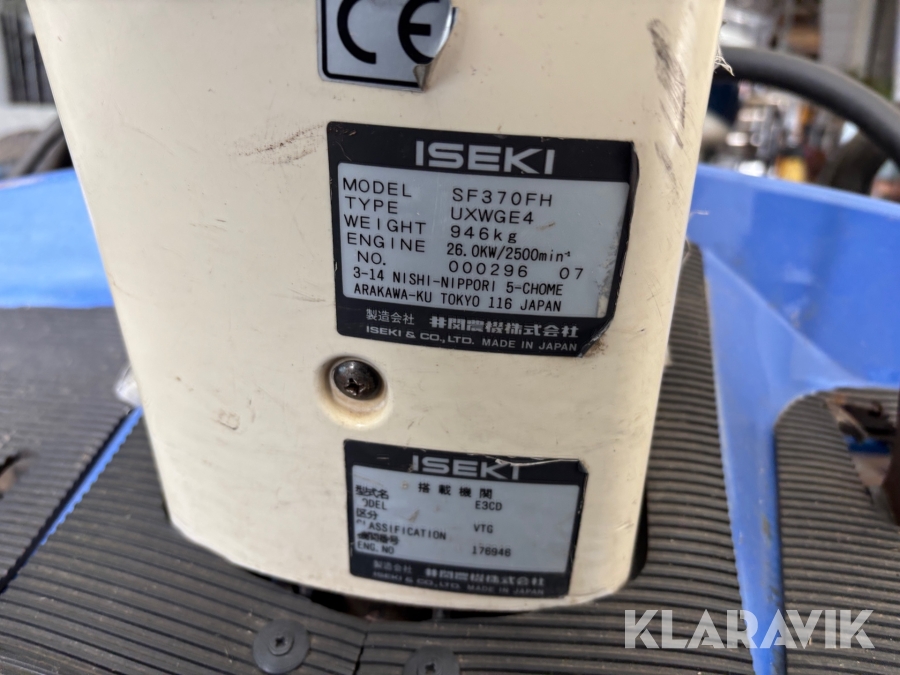 CE
ISEKI
MODEL SF370FH
TYPE UXWGE4
WEIGHT 946kg
ENGINE 26.0KW/2500min⁻¹
NO. 000296 07
3-14 NISHI-NIPPORI 5-CHOME
ARAKAWA-KU TOKYO 116 JAPAN
製造会社 井関農機株式会社
ISEKI & CO., LTD. MADE IN JAPAN
ISEKI
型式名 搭載機関
ODEL E3CD
区分
CLASSIFICATION VTG
機関番号
ENG. NO 176946
製造会社 井関農機株式会社
ISEKI & CO., LTD. MADE IN JAPAN
KLARAVIK